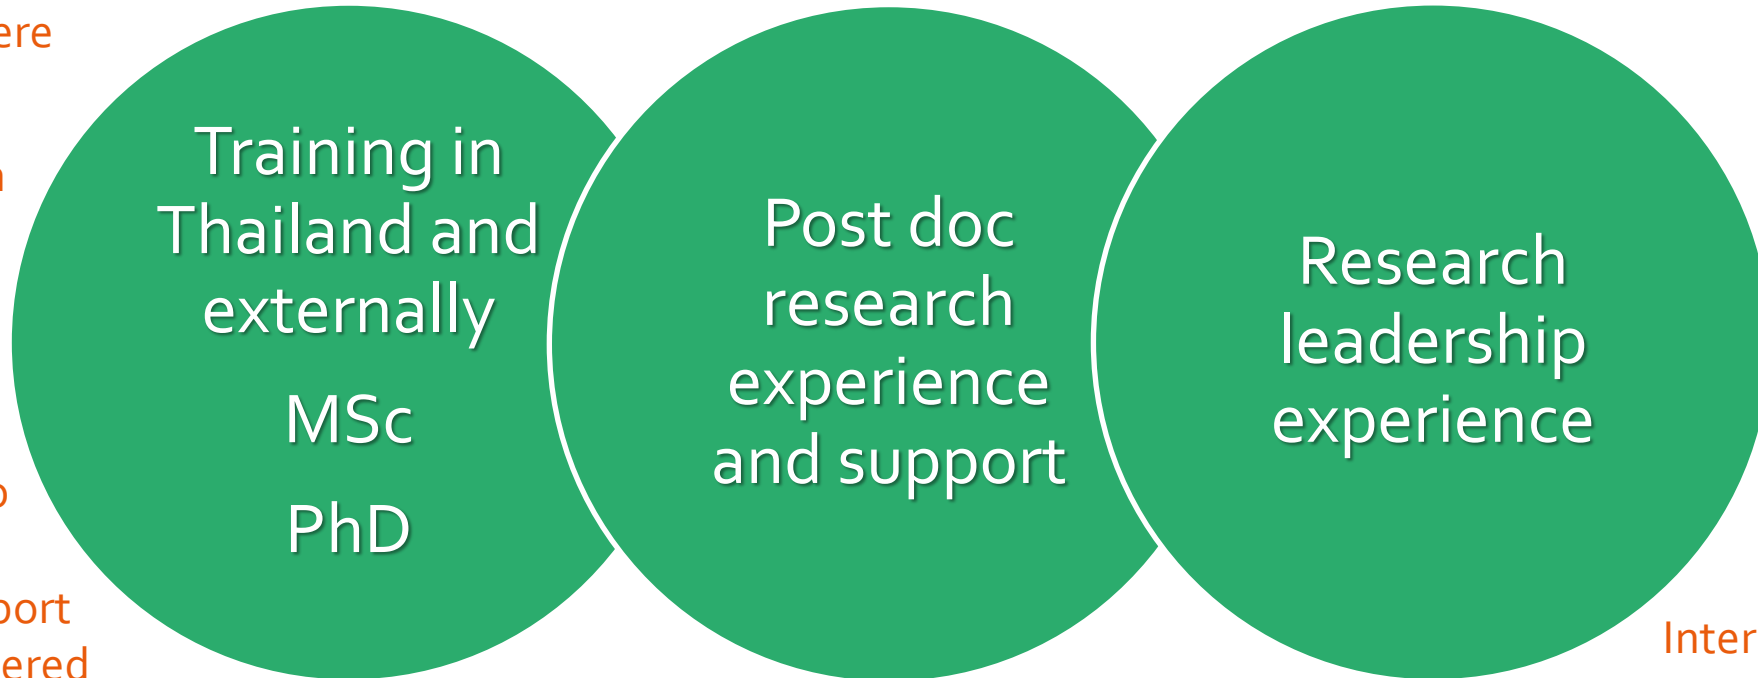 Training in
Thailand and
externally
MSc
PhD
Post doc
research
experience
and support
Research
leadership
experience